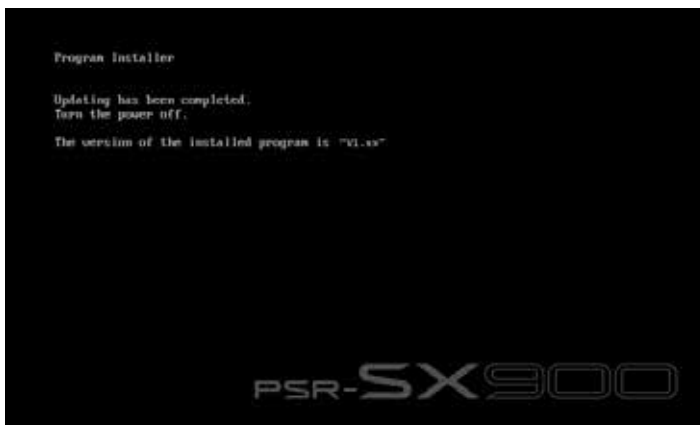 Program Installer
Updating has been completed.
Turn the power off.
The version of the installed program is "V1.xx"
PSR-SX900